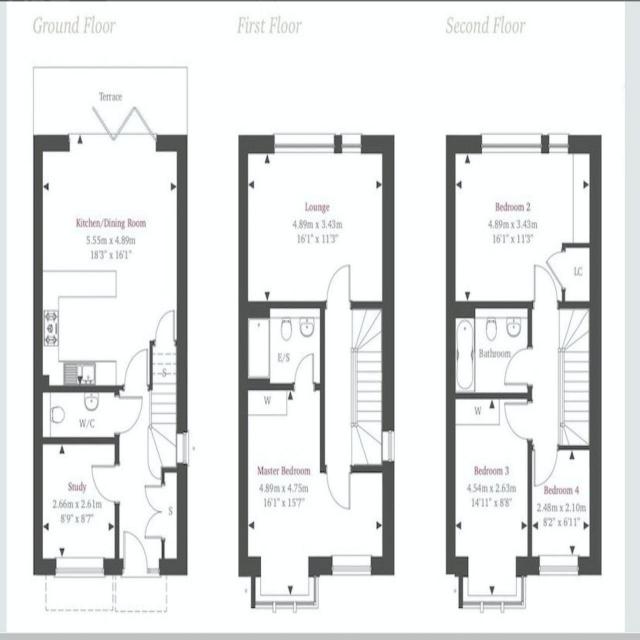 Ground Floor
First Floor
Second Floor
Terrace
Kitchen/Dining Room
5.55m x 4.89m
18'3" x 16'1"
S
W/C
Study
2.66m x 2.61m
8'9" x 8'7"
S
Lounge
4.89m x 3.43m
16'1" x 11'3"
E/S
W
Master Bedroom
4.89m x 4.75m
16'1" x 15'7"
Bedroom 2
4.89m x 3.43m
16'1" x 11'3"
LC
Bathroom
W
Bedroom 3
4.54m x 2.63m
14'11" x 8'8"
Bedroom 4
2.48m x 2.10m
8'2" x 6'11"